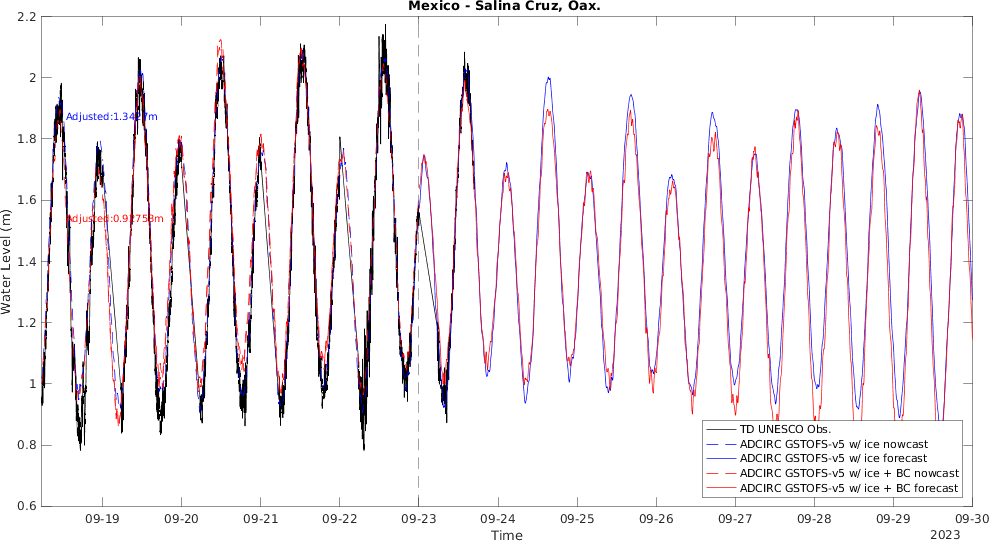 Mexico - Salina Cruz, Oax.
2.2
2
1.8
1.6
1.4
1.2
1
0.8
0.6
Water Level (m)
Adjusted:1.3427m
Adjusted:0.92753m
TD UNESCO Obs.
ADCIRC GSTOFS-v5 w/ ice nowcast
ADCIRC GSTOFS-v5 w/ ice forecast
ADCIRC GSTOFS-v5 w/ ice + BC nowcast
ADCIRC GSTOFS-v5 w/ ice + BC forecast
09-19 09-20 09-21 09-22 09-23 09-24 09-25 09-26 09-27 09-28 09-29 09-30
Time
2023